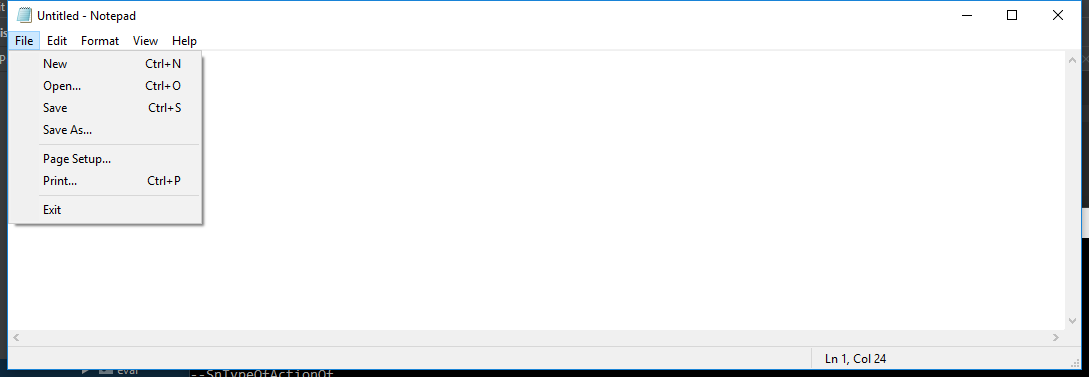 Untitled - Notepad
File Edit Format View Help
New Ctrl+N
Open... Ctrl+O
Save Ctrl+S
Save As...
Page Setup...
Print... Ctrl+P
Exit
Ln 1, Col 24
eval